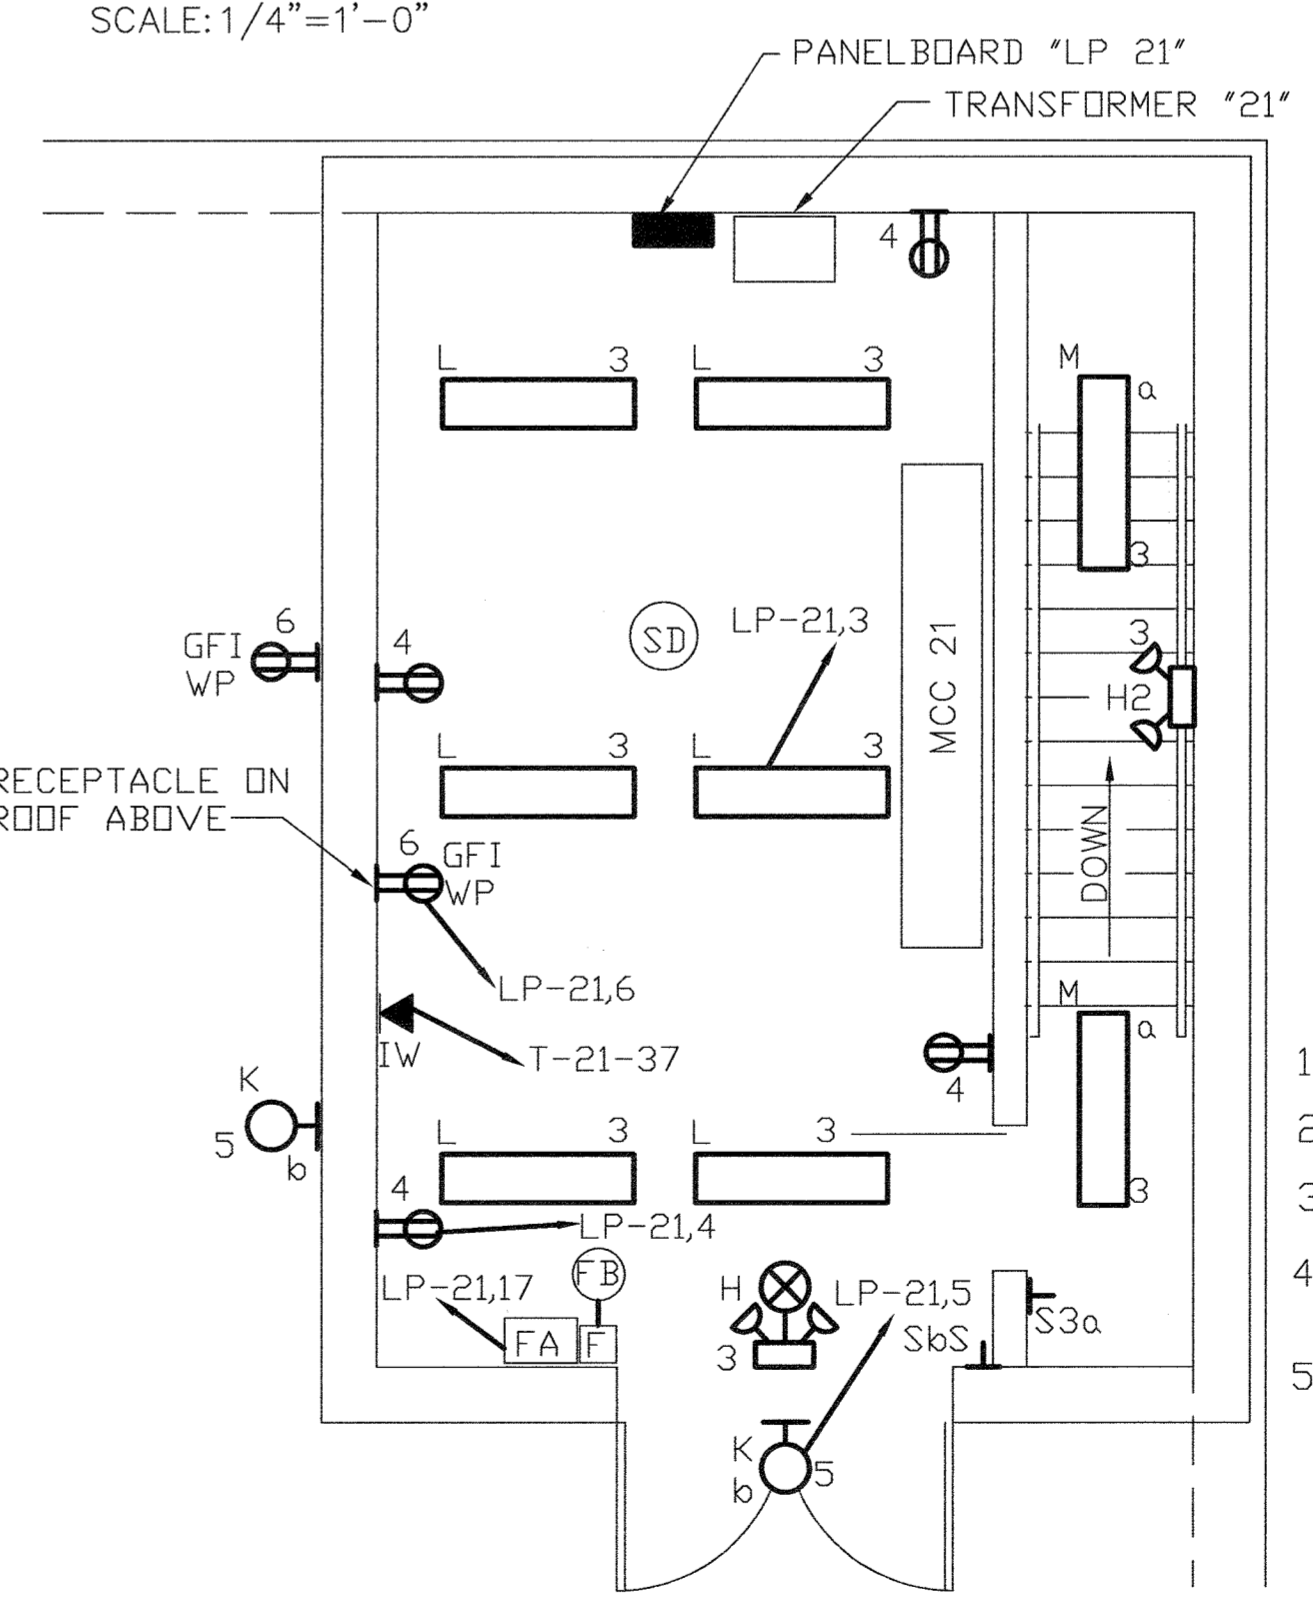 SCALE: 1/4"=1'-0"
PANELBOARD "LP 21"
TRANSFORMER "21"
4
L 3
L 3
M
a
3
6
GFI
WP
4
SD
LP-21,3
MCC 21
3
H2
L 3
L 3
RECEPTACLE ON
ROOF ABOVE
6
GFI
WP
DOWN
LP-21,6
M
a
3
IW
T-21-37
4
K
5
b
L 3
L 3
4
LP-21,4
LP-21,17
FB
FA
F
H
3
LP-21,5
SbS
S3a
K
b
5
1
2
3
4
5